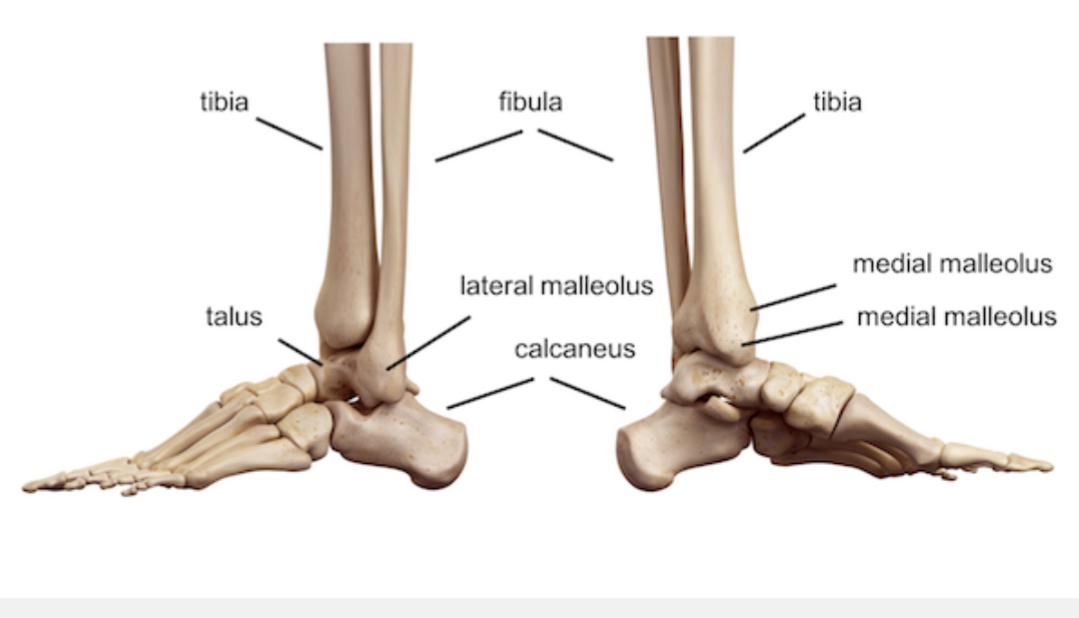 tibia
fibula
tibia
medial malleolus
lateral malleolus
talus
medial malleolus
calcaneus